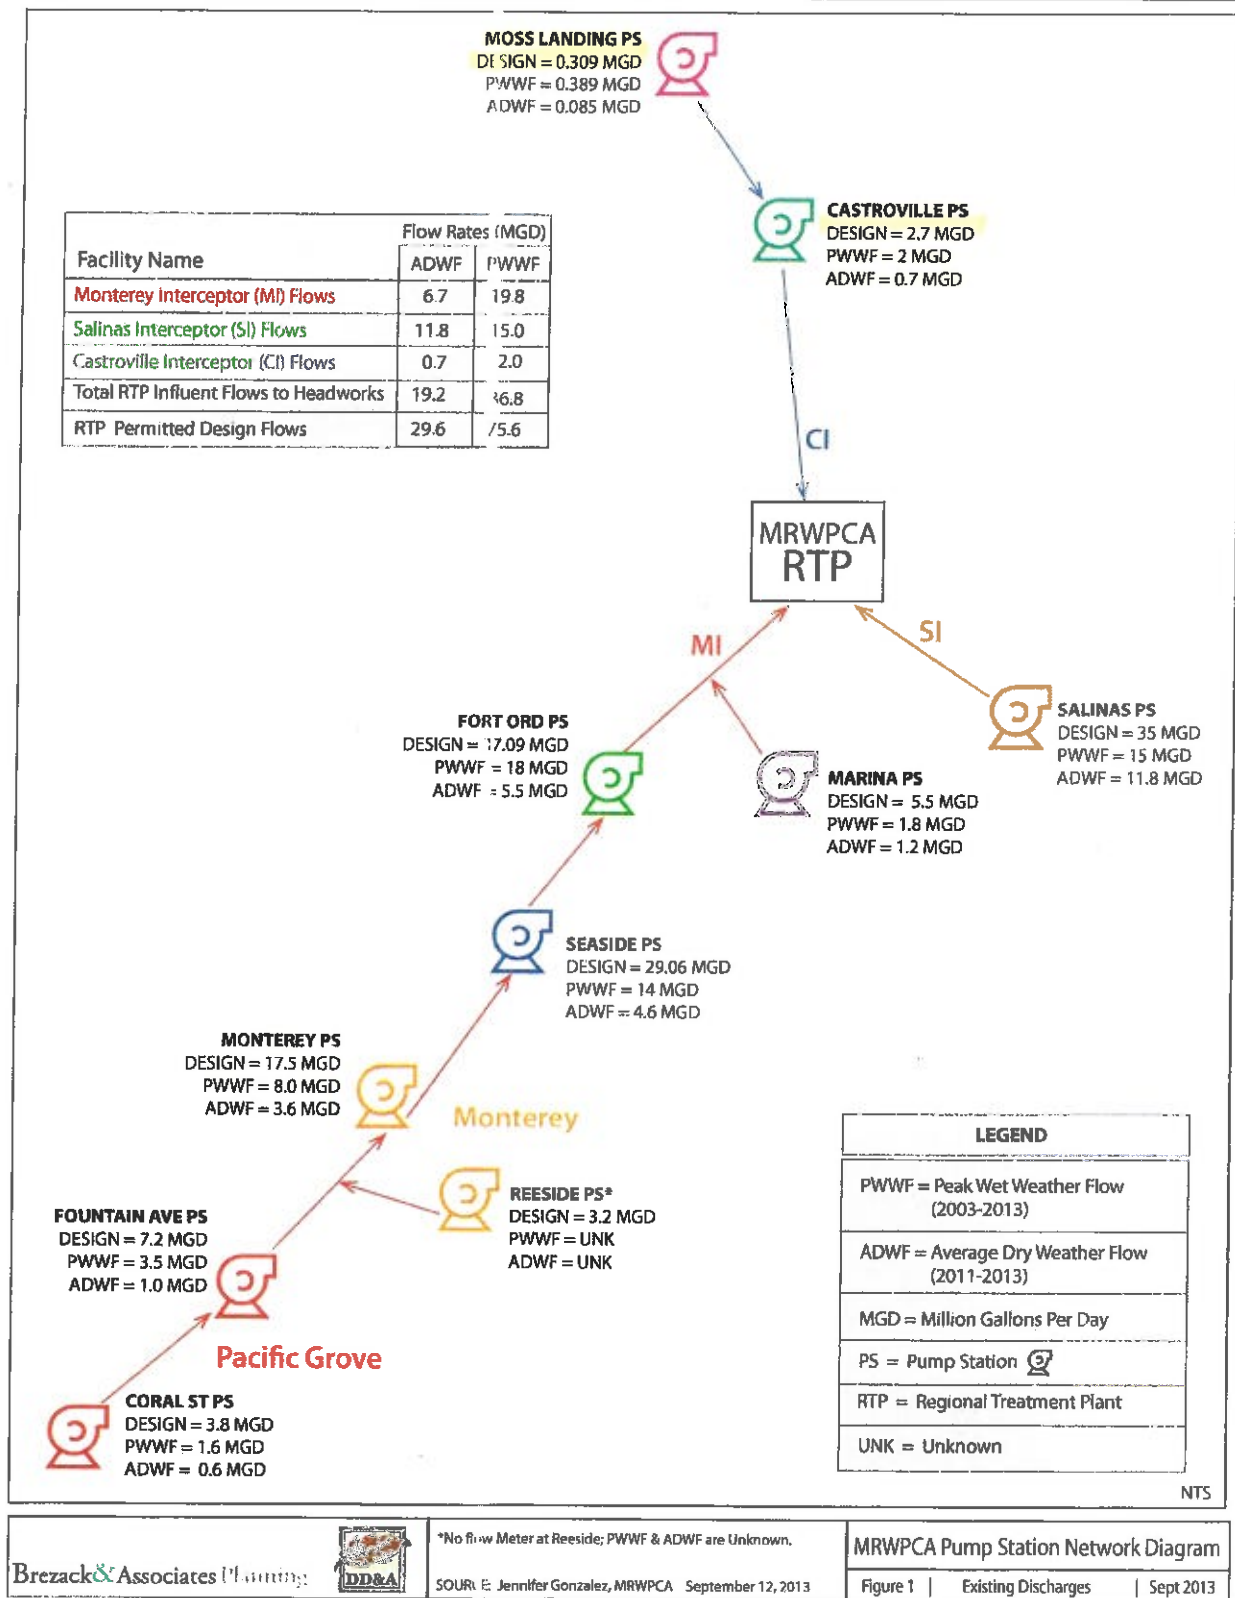 MOSS LANDING PS
DESIGN = 0.309 MGD
PWWF = 0.389 MGD
ADWF = 0.085 MGD
CASTROVILLE PS
DESIGN = 2.7 MGD
PWWF = 2 MGD
ADWF = 0.7 MGD
Flow Rates (MGD)
Facility Name ADWF PWWF
Monterey Interceptor (MI) Flows 6.7 19.8
Salinas Interceptor (SI) Flows 11.8 15.0
Castroville Interceptor (CI) Flows 0.7 2.0
Total RTP Influent Flows to Headworks 19.2 36.8
RTP Permitted Design Flows 29.6 75.6
CI
MRWPCA
RTP
MI
SI
FORT ORD PS
DESIGN = 17.09 MGD
PWWF = 18 MGD
ADWF = 5.5 MGD
SALINAS PS
DESIGN = 35 MGD
PWWF = 15 MGD
ADWF = 11.8 MGD
MARINA PS
DESIGN = 5.5 MGD
PWWF = 1.8 MGD
ADWF = 1.2 MGD
SEASIDE PS
DESIGN = 29.06 MGD
PWWF = 14 MGD
ADWF = 4.6 MGD
MONTEREY PS
DESIGN = 17.5 MGD
PWWF = 8.0 MGD
ADWF = 3.6 MGD
Monterey
REESIDE PS*
DESIGN = 3.2 MGD
PWWF = UNK
ADWF = UNK
FOUNTAIN AVE PS
DESIGN = 7.2 MGD
PWWF = 3.5 MGD
ADWF = 1.0 MGD
Pacific Grove
CORAL ST PS
DESIGN = 3.8 MGD
PWWF = 1.6 MGD
ADWF = 0.6 MGD
LEGEND
PWWF = Peak Wet Weather Flow
(2003-2013)
ADWF = Average Dry Weather Flow
(2011-2013)
MGD = Million Gallons Per Day
PS = Pump Station
RTP = Regional Treatment Plant
UNK = Unknown
NTS
Brezack & Associates Planning
DD&A
*No flow Meter at Reeside; PWWF & ADWF are Unknown.
SOURCE: Jennifer Gonzalez, MRWPCA September 12, 2013
MRWPCA Pump Station Network Diagram
Figure 1 | Existing Discharges | Sept 2013